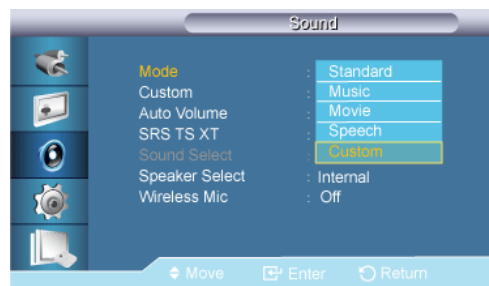 Sound
Mode : Standard
Custom : Music
Auto Volume : Movie
SRS TS XT : Speech
Sound Select : Custom
Speaker Select : Internal
Wireless Mic : Off
Move Enter Return